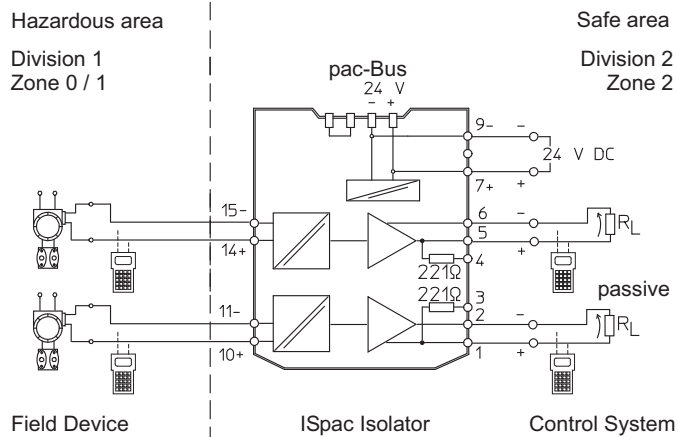 Hazardous area
Safe area
Division 1
Zone 0 / 1
Division 2
Zone 2
pac-Bus
24 V
- +
9-
-
24 V DC
7+
+
15-
6
-
14+
5
+
RL
4
221Ω
221Ω
3
passive
11-
2
-
10+
1
+
RL
Field Device
ISpac Isolator
Control System